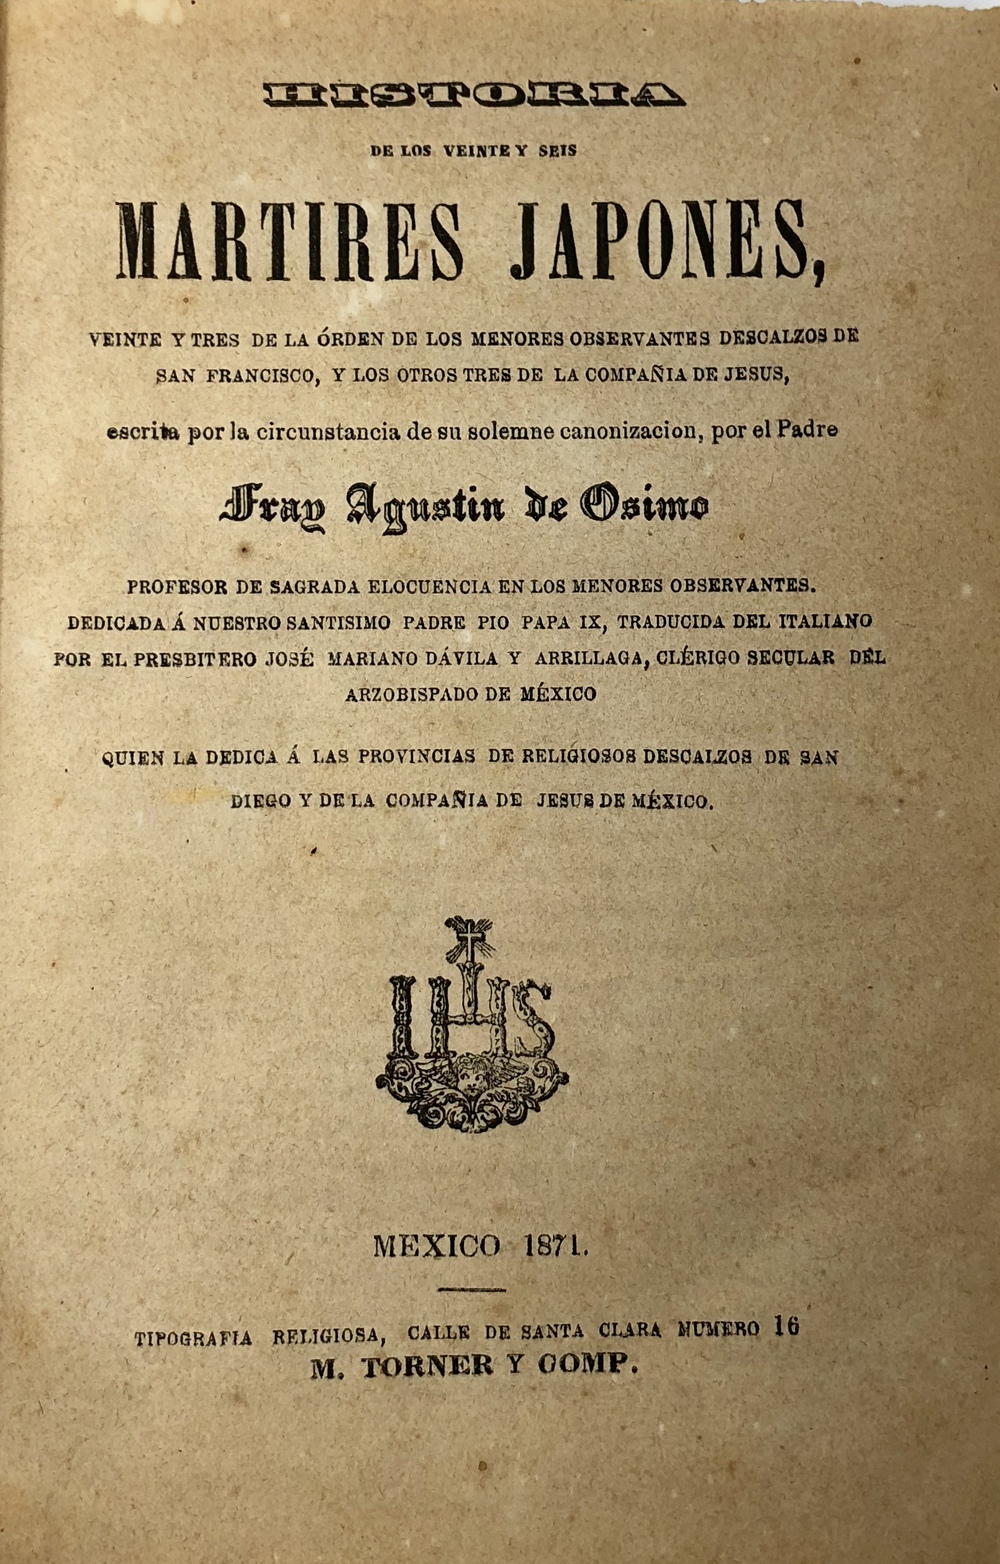 HISTORIA
DE LOS VEINTE Y SEIS
MARTIRES JAPONES,
VEINTE Y TRES DE LA ÓRDEN DE LOS MENORES OBSERVANTES DESCALZOS DE
SAN FRANCISCO, Y LOS OTROS TRES DE LA COMPAÑIA DE JESUS,
escrita por la circunstancia de su solemne canonizacion, por el Padre
Fray Agustin de Osimo
PROFESOR DE SAGRADA ELOCUENCIA EN LOS MENORES OBSERVANTES.
DEDICADA Á NUESTRO SANTISIMO PADRE PIO PAPA IX, TRADUCIDA DEL ITALIANO
POR EL PRESBITERO JOSÉ MARIANO DÁVILA Y ARRILLAGA, CLÉRIGO SECULAR DEL
ARZOBISPADO DE MÉXICO
QUIEN LA DEDICA Á LAS PROVINCIAS DE RELIGIOSOS DESCALZOS DE SAN
DIEGO Y DE LA COMPAÑIA DE JESUS DE MÉXICO.
IHS
MEXICO 1871.
TIPOGRAFIA RELIGIOSA, CALLE DE SANTA CLARA NUMERO 16
M. TORNER Y COMP.